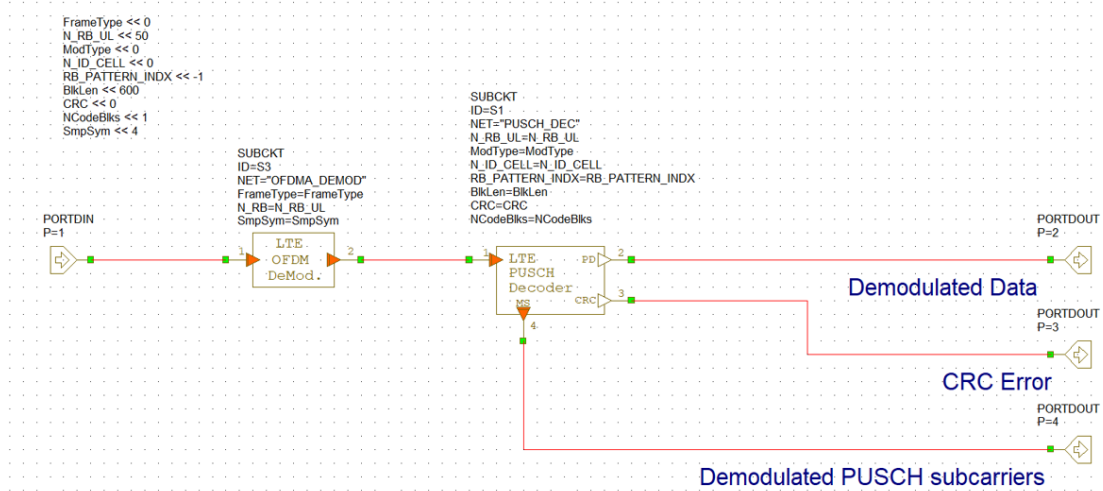 FrameType << 0
N_RB_UL << 50
ModType << 0
N_ID_CELL << 0
RB_PATTERN_INDX << -1
BlkLen << 600
CRC << 0
NCodeBlks << 1
SmpSym << 4
SUBCKT
ID=S3
NET="OFDMA_DEMOD"
FrameType=FrameType
N_RB=N_RB_UL
SmpSym=SmpSym
SUBCKT
ID=S1
NET="PUSCH_DEC"
N_RB_UL=N_RB_UL
ModType=ModType
N_ID_CELL=N_ID_CELL
RB_PATTERN_INDX=RB_PATTERN_INDX
BlkLen=BlkLen
CRC=CRC
NCodeBlks=NCodeBlks
PORTDIN
P=1
1
LTE
OFDM
DeMod.
2
1
LTE
PUSCH
Decoder
PD
2
CRC
3
MS
4
PORTDOUT
P=2
Demodulated Data
PORTDOUT
P=3
CRC Error
PORTDOUT
P=4
Demodulated PUSCH subcarriers